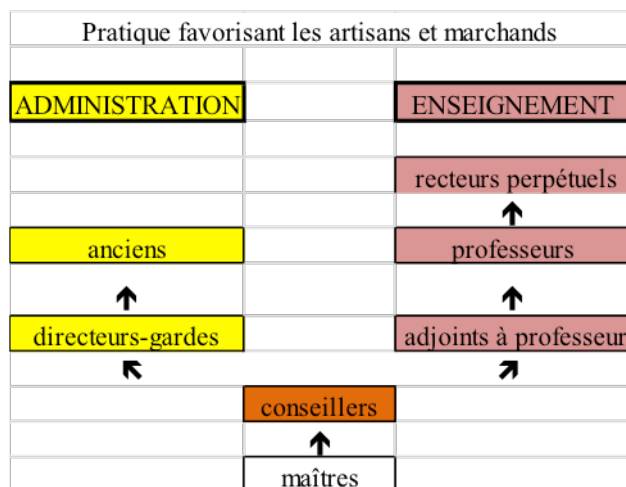 Pratique favorisant les artisans et marchands
ADMINISTRATION
ENSEIGNEMENT
recteurs perpétuels
anciens
professeurs
directeurs-gardes
adjoints à professeur
conseillers
maîtres